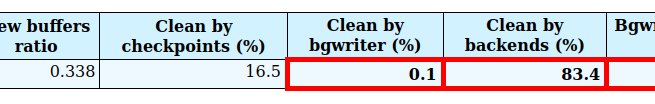 ew buffers ratio
Clean by checkpoints (%)
Clean by bgwriter (%)
Clean by backends (%)
Bgw
0.338
16.5
0.1
83.4